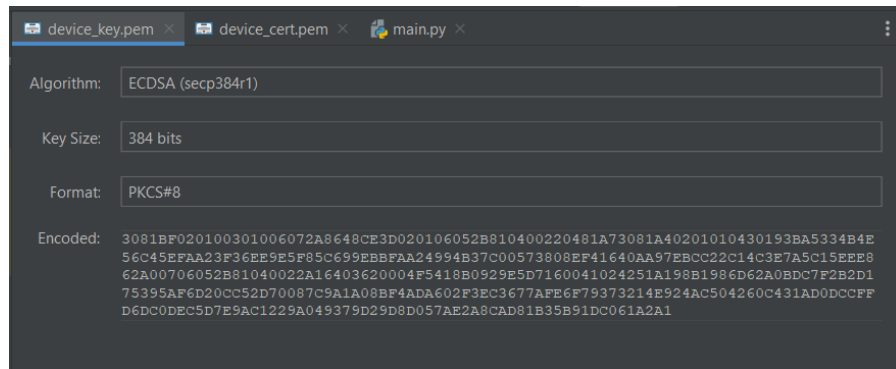 device_key.pem device_cert.pem main.py
Algorithm: ECDSA (secp384r1)
Key Size: 384 bits
Format: PKCS#8
Encoded: 3081BF020100301006072A8648CE3D020106052B810400220481A73081A40201010430193BA5334B4E
56C45EFAA23F36EE9E5F85C699EBBFAA24994B37C00573808EF41640AA97EBCC22C14C3E7A5C15EEE8
62A00706052B81040022A16403620004F5418B0929E5D7160041024251A198B1986D62A0BDC7F2B2D1
75395AF6D20CC52D70087C9A1A08BF4ADA602F3EC3677AFE6F79373214E924AC504260C431AD0DCCFF
D6DC0DEC5D7E9AC1229A049379D29D8D057AE2A8CAD81B35B91DC061A2A1